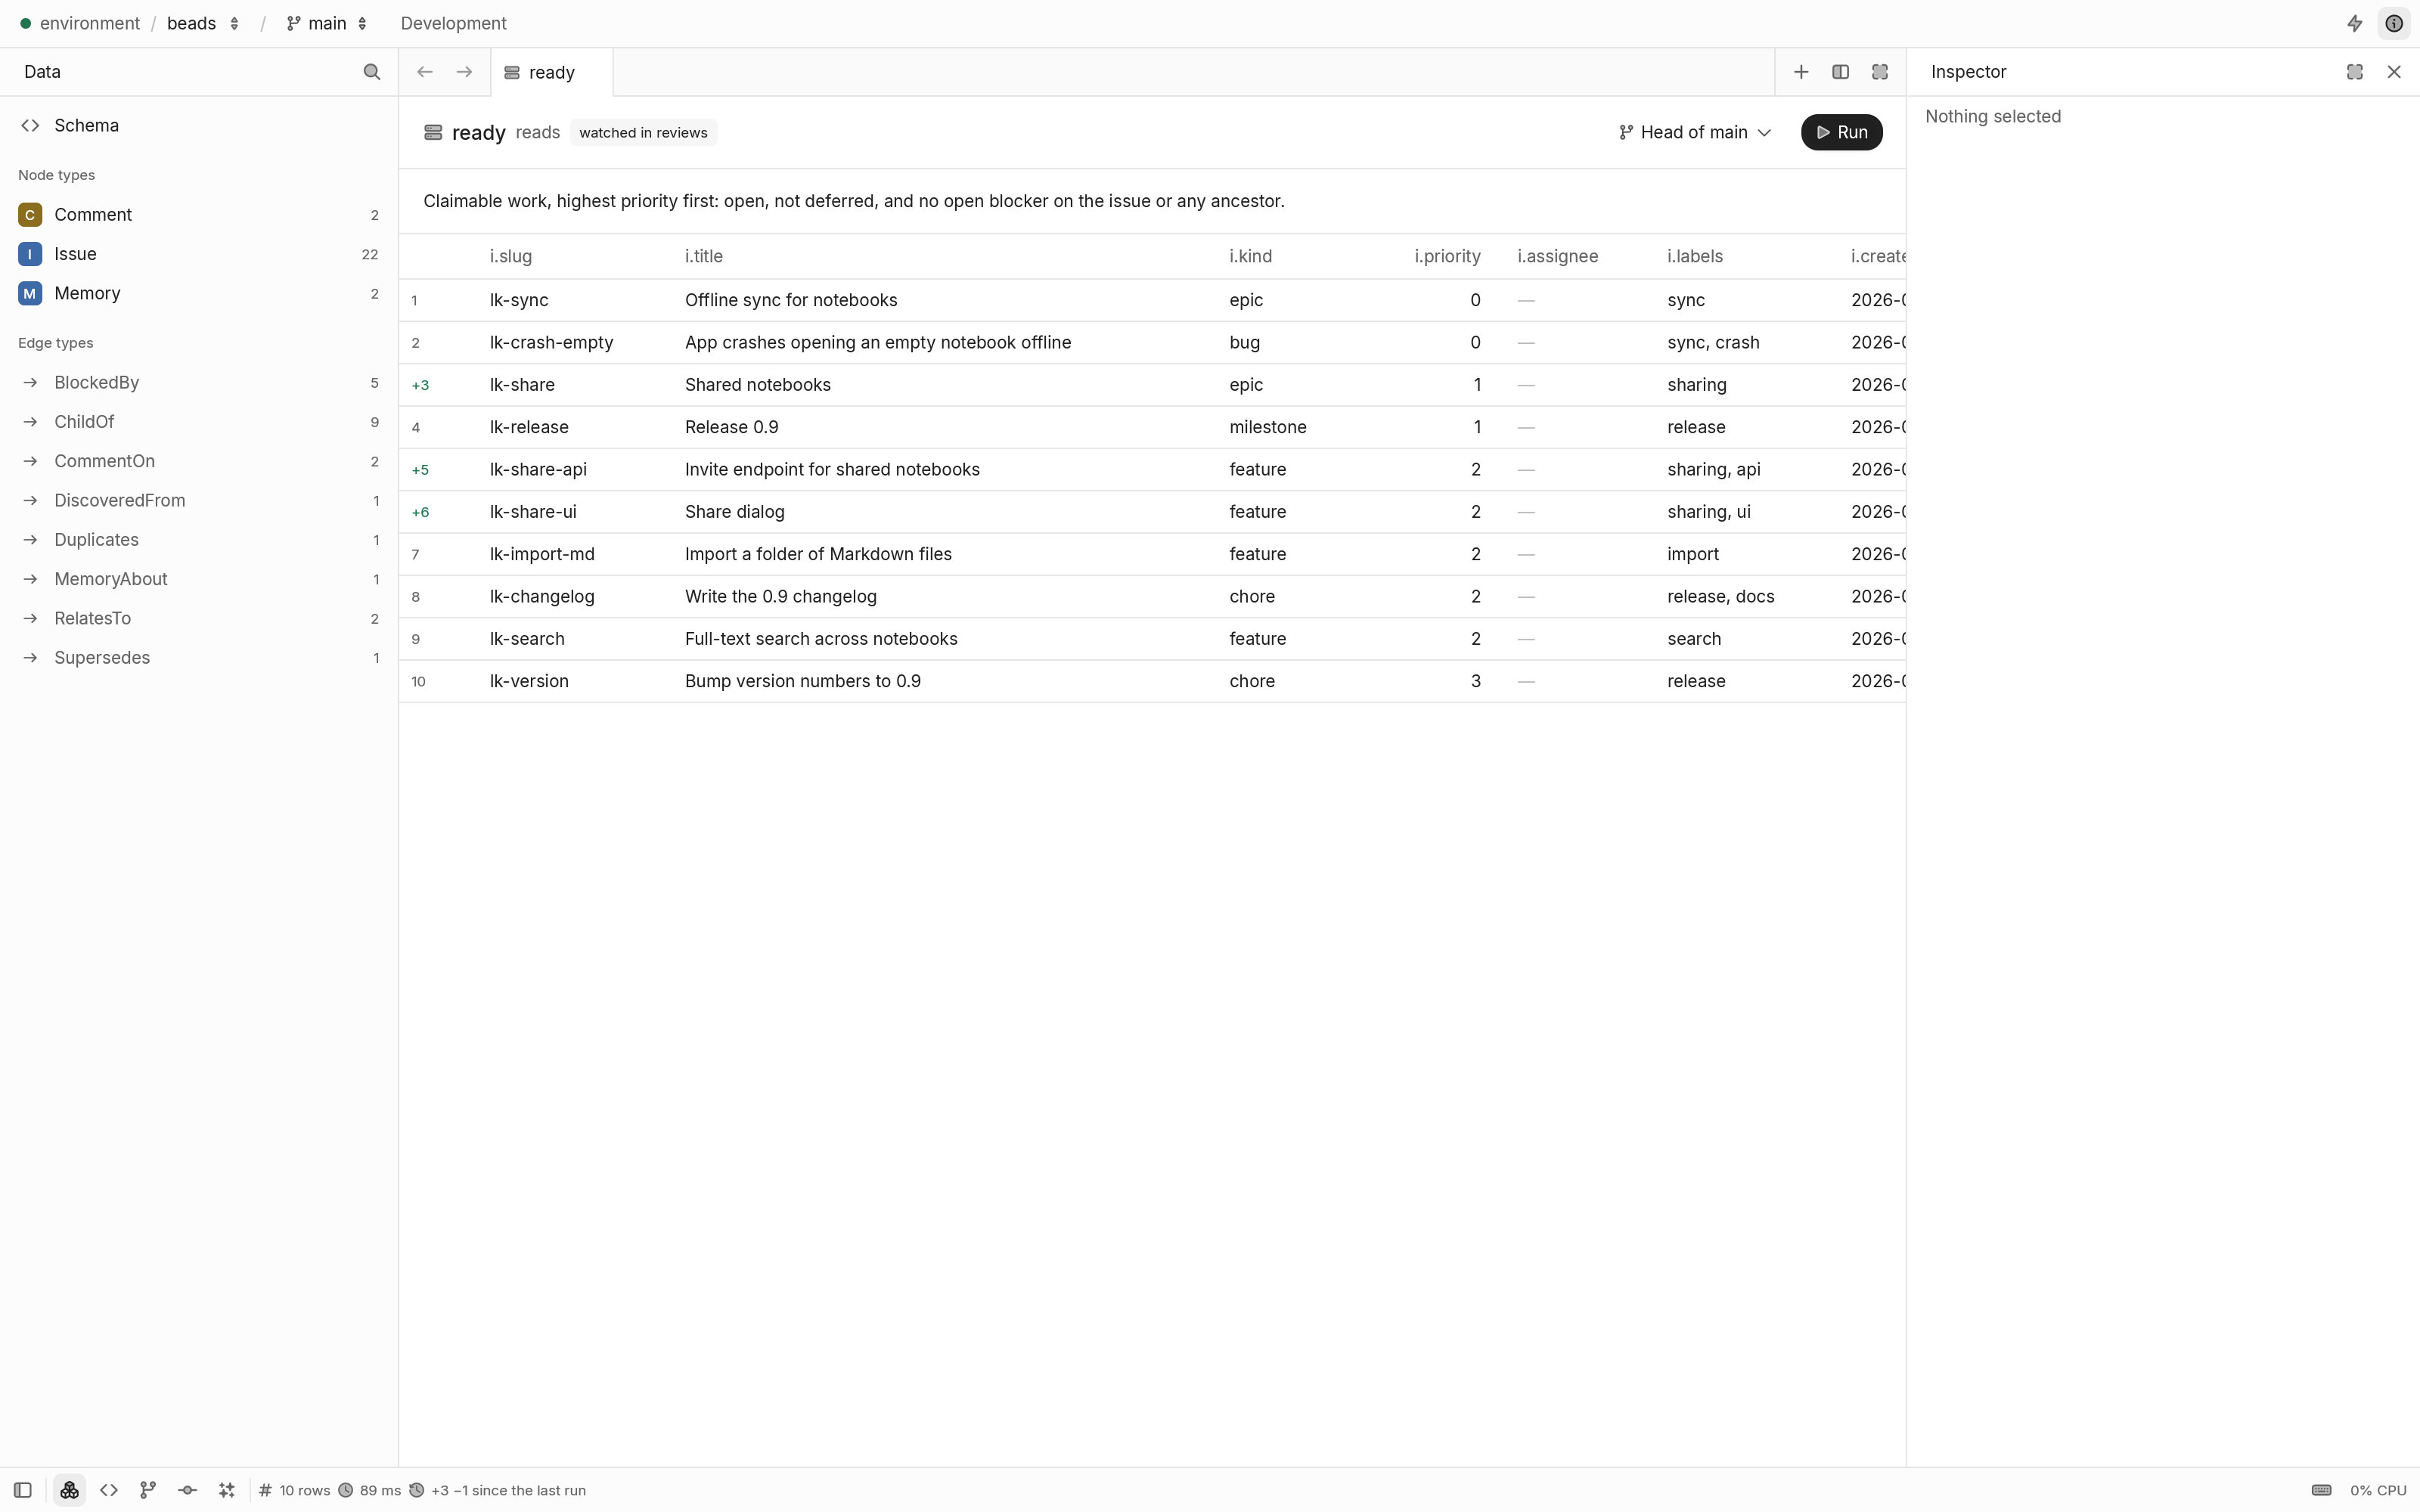 environment / beads / main Development
Data
ready
Inspector
Schema
Node types
C Comment 2
I Issue 22
M Memory 2
Edge types
BlockedBy 5
ChildOf 9
CommentOn 2
DiscoveredFrom 1
Duplicates 1
MemoryAbout 1
RelatesTo 2
Supersedes 1
ready reads watched in reviews Head of main Run
Claimable work, highest priority first: open, not deferred, and no open blocker on the issue or any ancestor.
i.slug i.title i.kind i.priority i.assignee i.labels i.create
1 lk-sync Offline sync for notebooks epic 0 — sync 2026-0
2 lk-crash-empty App crashes opening an empty notebook offline bug 0 — sync, crash 2026-0
+3 lk-share Shared notebooks epic 1 — sharing 2026-0
4 lk-release Release 0.9 milestone 1 — release 2026-0
+5 lk-share-api Invite endpoint for shared notebooks feature 2 — sharing, api 2026-0
+6 lk-share-ui Share dialog feature 2 — sharing, ui 2026-0
7 lk-import-md Import a folder of Markdown files feature 2 — import 2026-0
8 lk-changelog Write the 0.9 changelog chore 2 — release, docs 2026-0
9 lk-search Full-text search across notebooks feature 2 — search 2026-0
10 lk-version Bump version numbers to 0.9 chore 3 — release 2026-0
Nothing selected
10 rows 89 ms +3 −1 since the last run
0% CPU